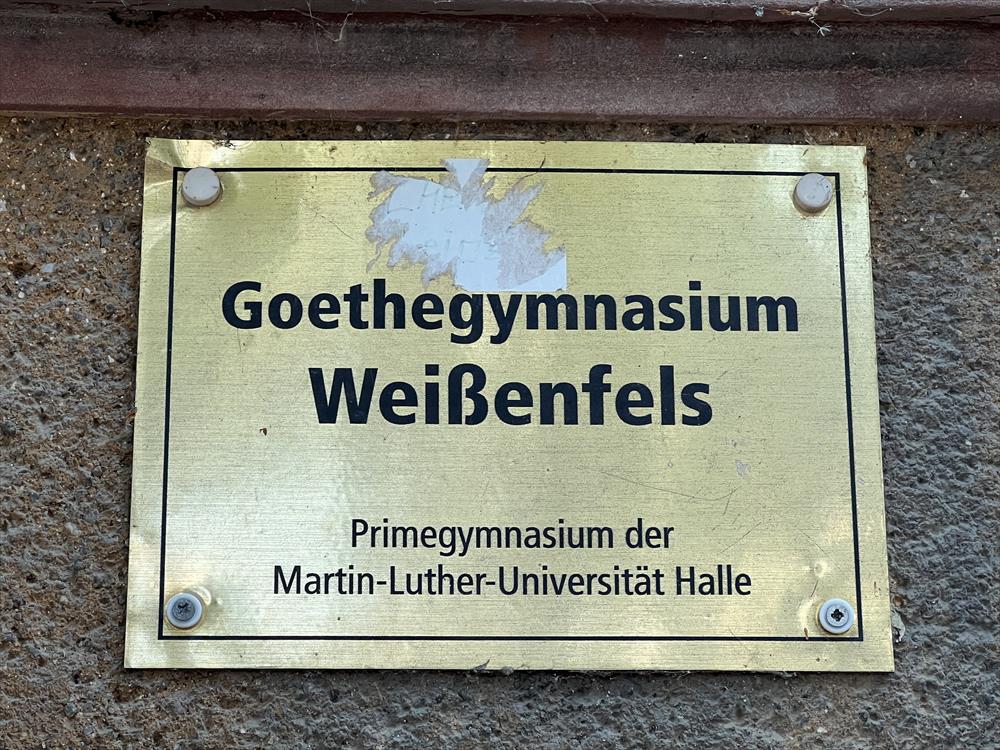 Goethegymnasium
Weißenfels
Primegymnasium der
Martin-Luther-Universität Halle